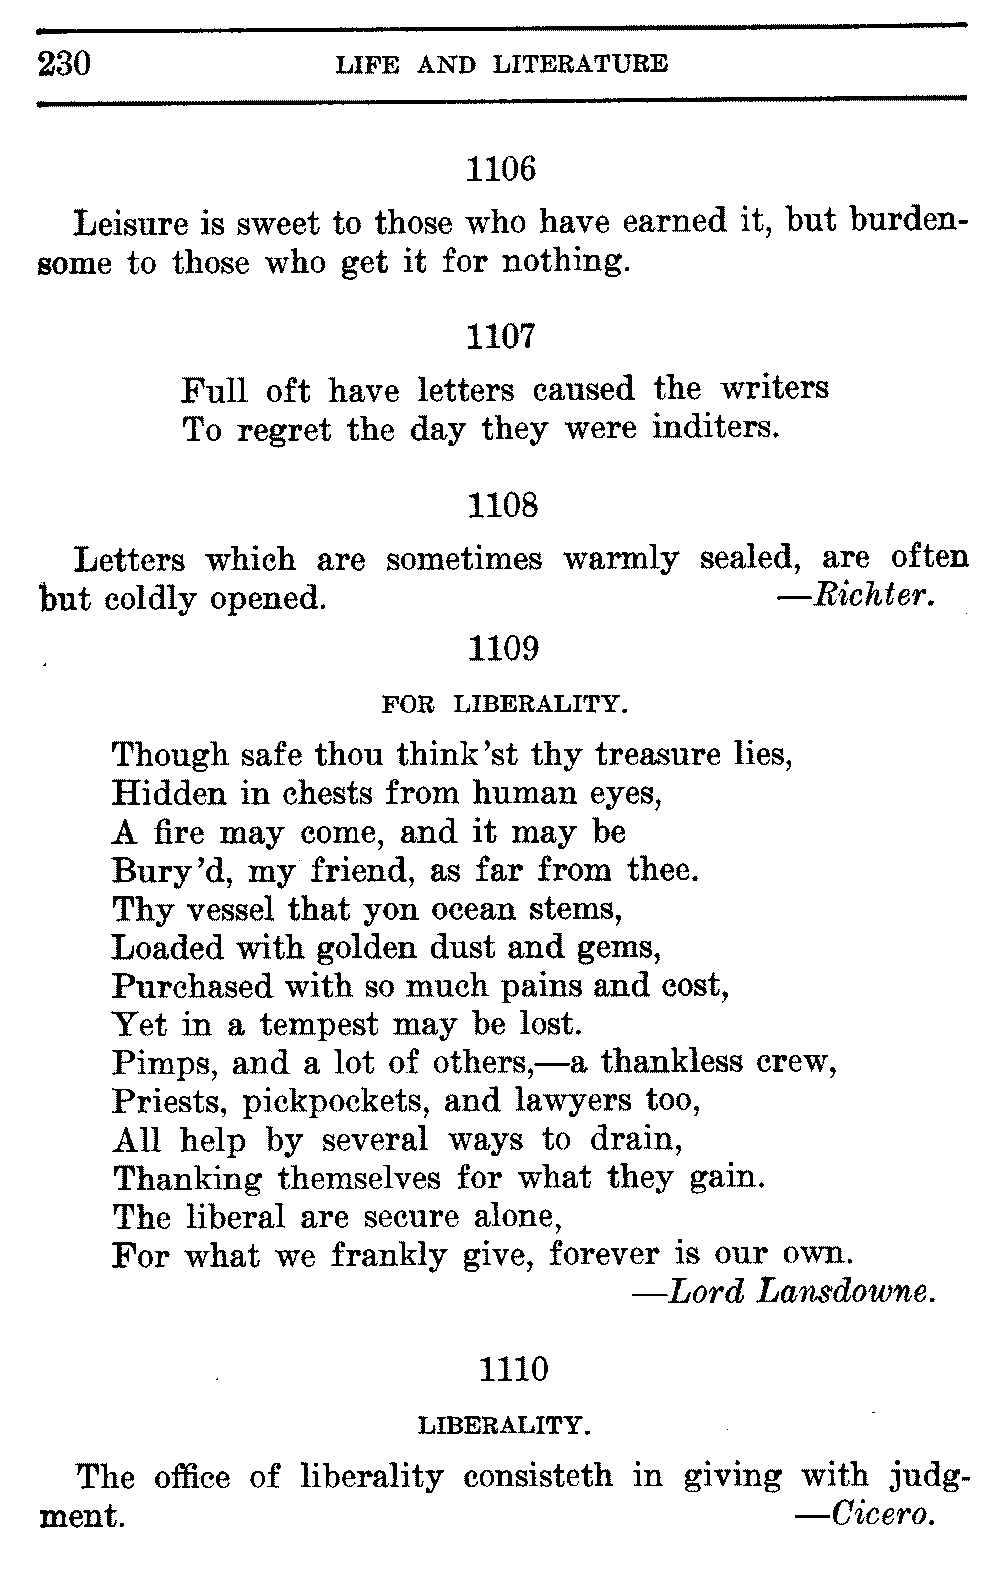 230 LIFE AND LITERATURE
1106
Leisure is sweet to those who have earned it, but burden-
some to those who get it for nothing.
1107
Full oft have letters caused the writers
To regret the day they were inditers.
1108
Letters which are sometimes warmly sealed, are often
but coldly opened. —Richter.
1109
FOR LIBERALITY.
Though safe thou think'st thy treasure lies,
Hidden in chests from human eyes,
A fire may come, and it may be
Bury'd, my friend, as far from thee.
Thy vessel that yon ocean stems,
Loaded with golden dust and gems,
Purchased with so much pains and cost,
Yet in a tempest may be lost.
Pimps, and a lot of others,—a thankless crew,
Priests, pickpockets, and lawyers too,
All help by several ways to drain,
Thanking themselves for what they gain.
The liberal are secure alone,
For what we frankly give, forever is our own.
—Lord Lansdowne.
1110
LIBERALITY.
The office of liberality consisteth in giving with judg-
ment. —Cicero.